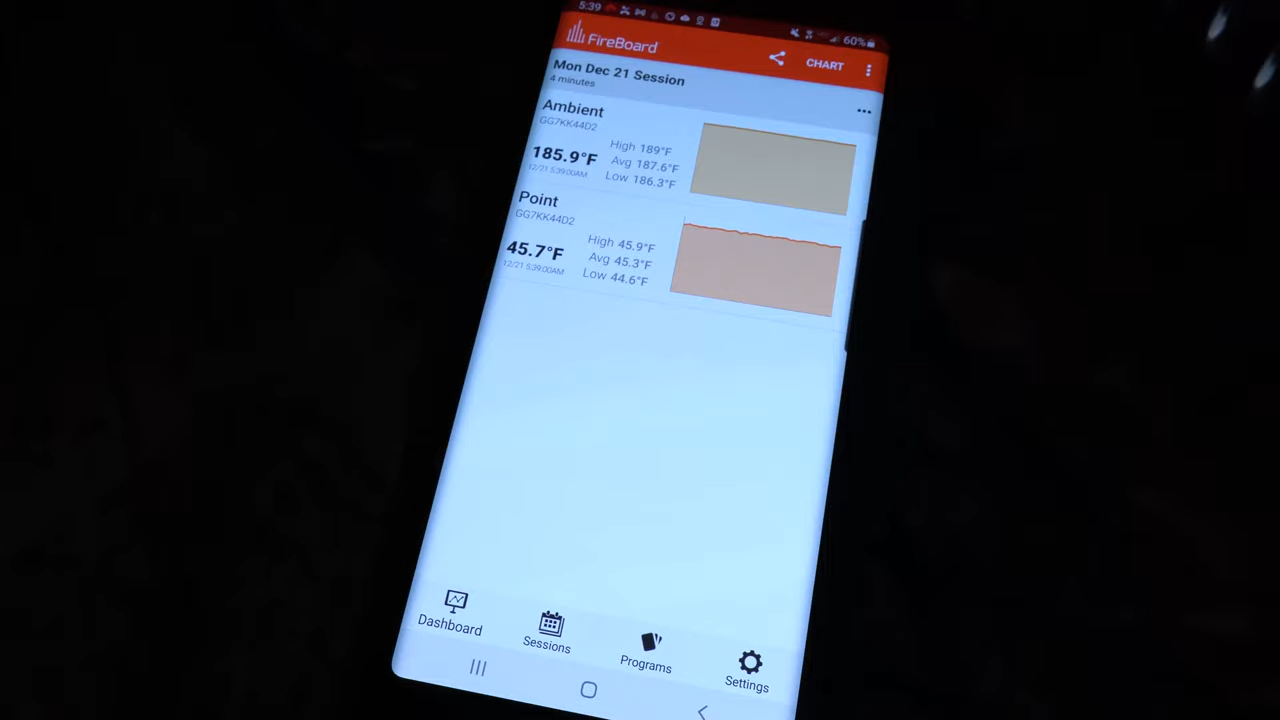 5:39
60%
FireBoard
CHART
Mon Dec 21 Session
4 minutes
Ambient
GG7KK44D2
185.9°F
12/21 5:39:00AM
High 189°F
Avg 187.6°F
Low 186.3°F
Point
GG7KK44D2
45.7°F
12/21 5:39:00AM
High 45.9°F
Avg 45.3°F
Low 44.6°F
Dashboard
Sessions
Programs
Settings